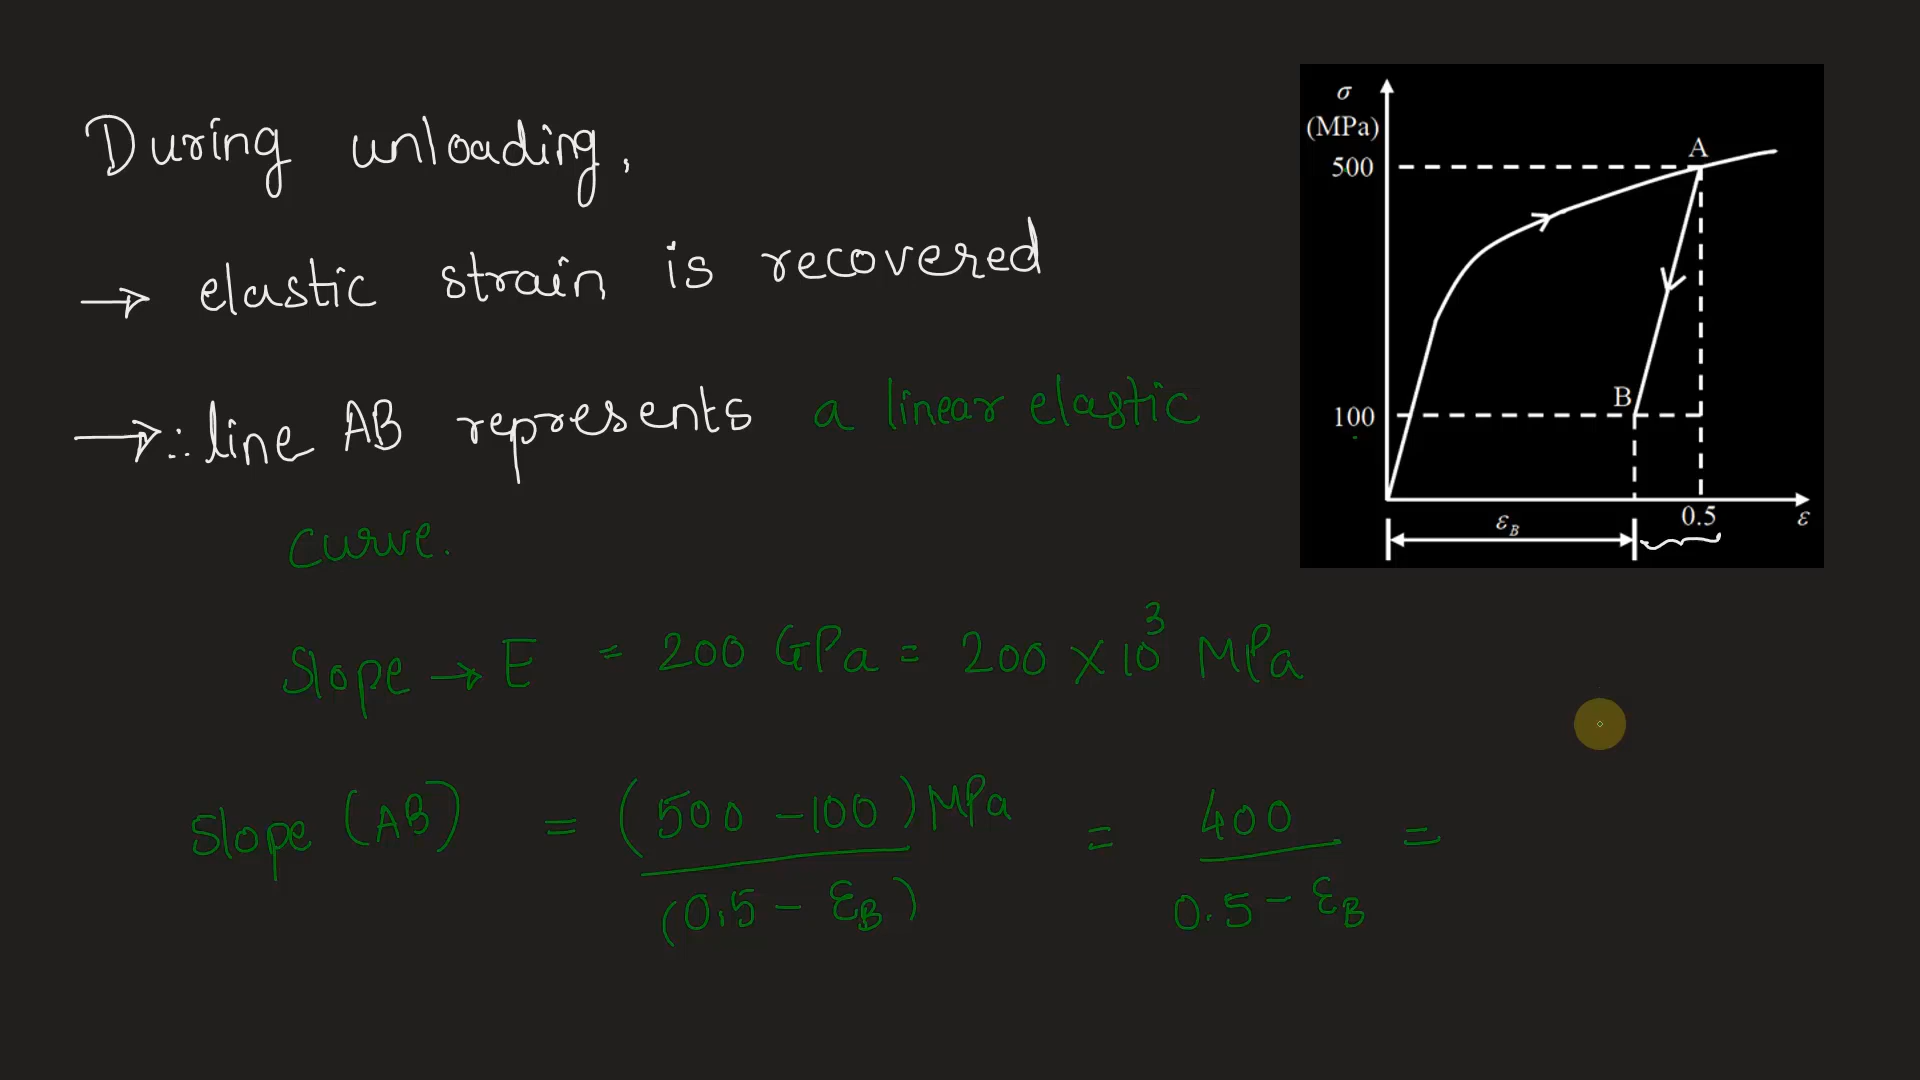 During unloading,
→ elastic strain is recovered
→ ∴ line AB represents a linear elastic
curve.
Slope → E = 200 GPa = 200 × 10³ MPa
Slope (AB) = (500 - 100) MPa / (0.5 - εB) = 400 / 0.5 - εB =
σ
(MPa)
500
A
B
100
εB
0.5
ε